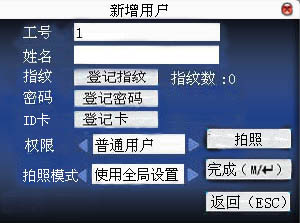 新增用户
工号 1
姓名
指纹 登记指纹 指纹数:0
密码 登记密码
ID卡 登记卡
权限 普通用户 拍照
拍照模式 使用全局设置 完成（M/↵）
返回（ESC）